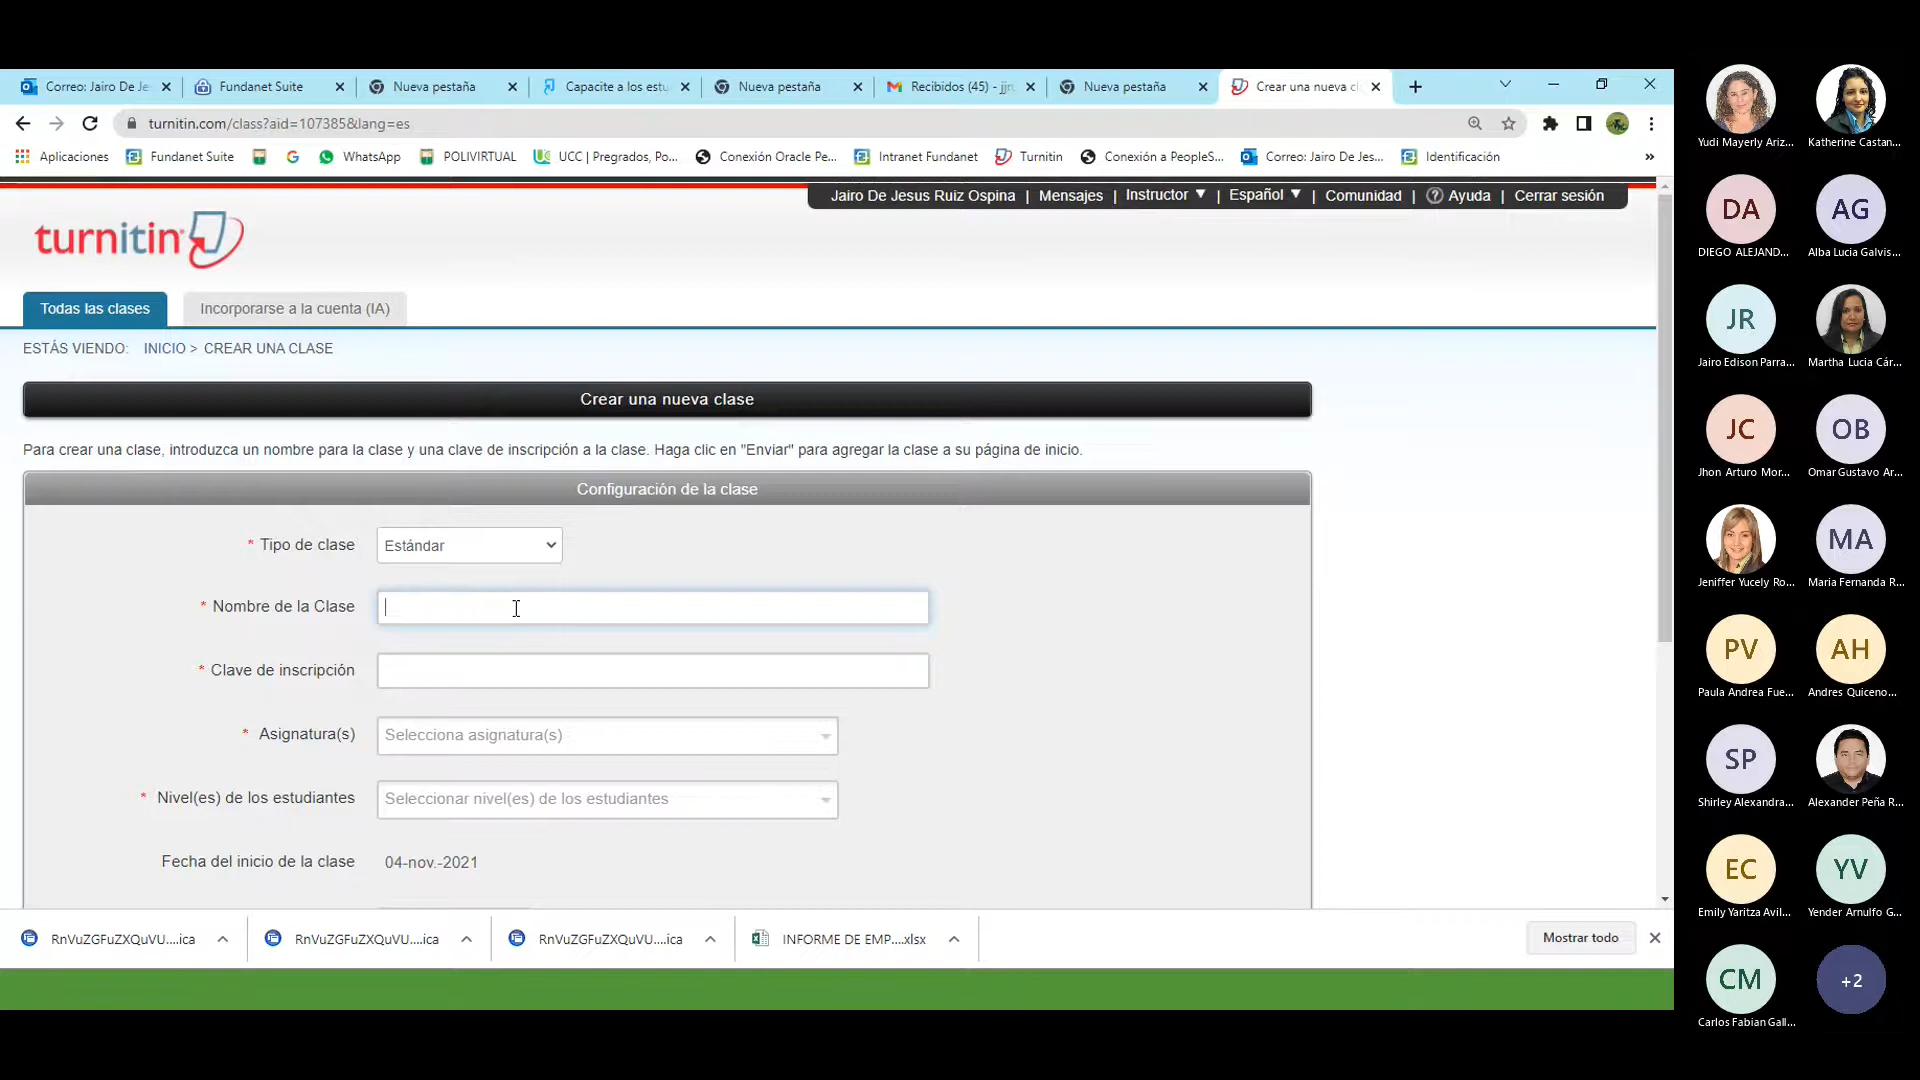 Correo: Jairo De Je
Fundanet Suite
Nueva pestaña
Capacite a los estu
Nueva pestaña
Recibidos (45) - jjru
Nueva pestaña
Crear una nueva cl
turnitin.com/class?aid=107385&lang=es
Aplicaciones
Fundanet Suite
WhatsApp
POLIVIRTUAL
UCC | Pregrados, Po...
Conexión Oracle Pe...
Intranet Fundanet
Turnitin
Conexión a PeopleS...
Correo: Jairo De Jes...
Identificación
»
Jairo De Jesus Ruiz Ospina | Mensajes | Instructor ▼ | Español ▼ | Comunidad | ? Ayuda | Cerrar sesión
turnitin
Todas las clases
Incorporarse a la cuenta (IA)
ESTÁS VIENDO: INICIO > CREAR UNA CLASE
Crear una nueva clase
Para crear una clase, introduzca un nombre para la clase y una clave de inscripción a la clase. Haga clic en "Enviar" para agregar la clase a su página de inicio.
Configuración de la clase
* Tipo de clase
Estándar
* Nombre de la Clase
* Clave de inscripción
* Asignatura(s)
Selecciona asignatura(s)
* Nivel(es) de los estudiantes
Seleccionar nivel(es) de los estudiantes
Fecha del inicio de la clase
04-nov.-2021
RnVuZGFuZXQuVU....ica
RnVuZGFuZXQuVU....ica
RnVuZGFuZXQuVU....ica
INFORME DE EMP....xlsx
Mostrar todo
Yudi Mayerly Ariz...
Katherine Castan...
DA
DIEGO ALEJAND...
AG
Alba Lucia Galvis...
JR
Jairo Edison Parra...
Martha Lucia Cár...
JC
Jhon Arturo Mor...
OB
Omar Gustavo Ar...
Jeniffer Yucely Ro...
MA
Maria Fernanda R...
PV
Paula Andrea Fue...
AH
Andres Quiceno...
SP
Shirley Alexandra...
Alexander Peña R...
EC
Emily Yaritza Avil...
YV
Yender Arnulfo G...
CM
Carlos Fabian Gall...
+2